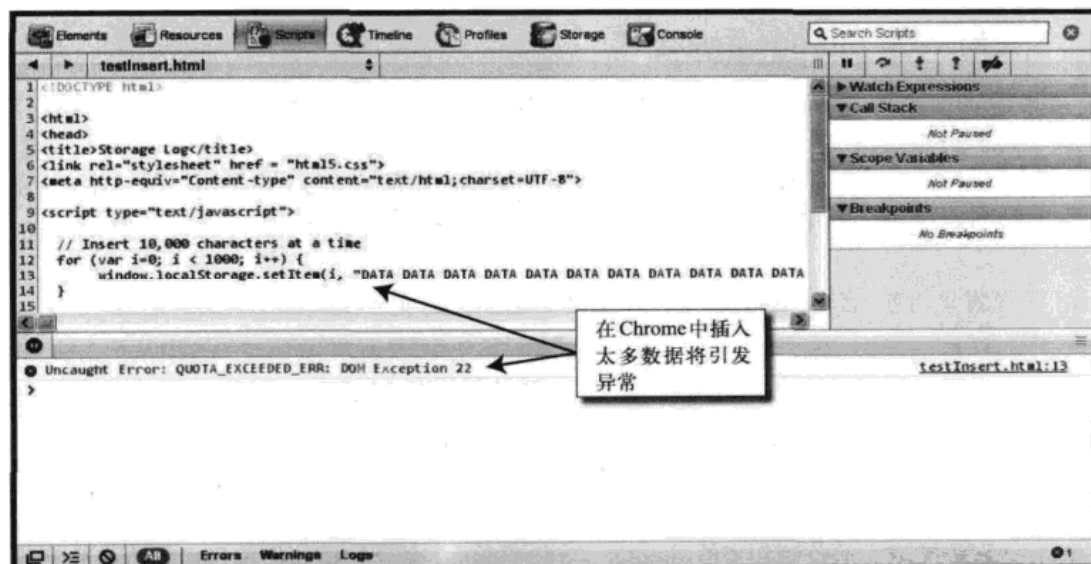 Elements Resources Scripts Timeline Profiles Storage Console Search Scripts
testInsert.html
1 <!DOCTYPE html>
2
3 <html>
4 <head>
5 <title>Storage Log</title>
6 <link rel="stylesheet" href = "html5.css">
7 <meta http-equiv="Content-type" content="text/html;charset=UTF-8">
8
9 <script type="text/javascript">
10
11 // Insert 10,000 characters at a time
12 for (var i=0; i < 1000; i++) {
13 window.localStorage.setItem(i, "DATA DATA DATA DATA DATA DATA DATA DATA DATA DATA DATA
14 }
15
Watch Expressions
Call Stack
Not Paused
Scope Variables
Not Paused
Breakpoints
No Breakpoints
在Chrome中插入
太多数据将引发
异常
Uncaught Error: QUOTA_EXCEEDED_ERR: DOM Exception 22 testInsert.html:13
>
All Errors Warnings Logs 1